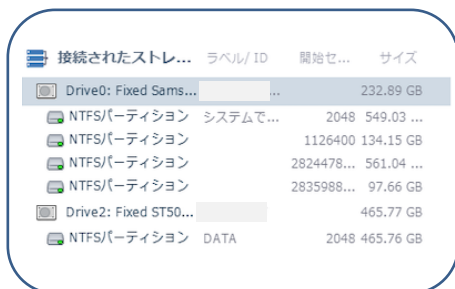 接続されたストレ... ラベル/ ID 開始セ... サイズ
Drive0: Fixed Sams... ... 232.89 GB
NTFSパーティション システムで... 2048 549.03 ...
NTFSパーティション 1126400 134.15 GB
NTFSパーティション 2824478... 561.04 ...
NTFSパーティション 2835988... 97.66 GB
Drive2: Fixed ST50... 465.77 GB
NTFSパーティション DATA 2048 465.76 GB